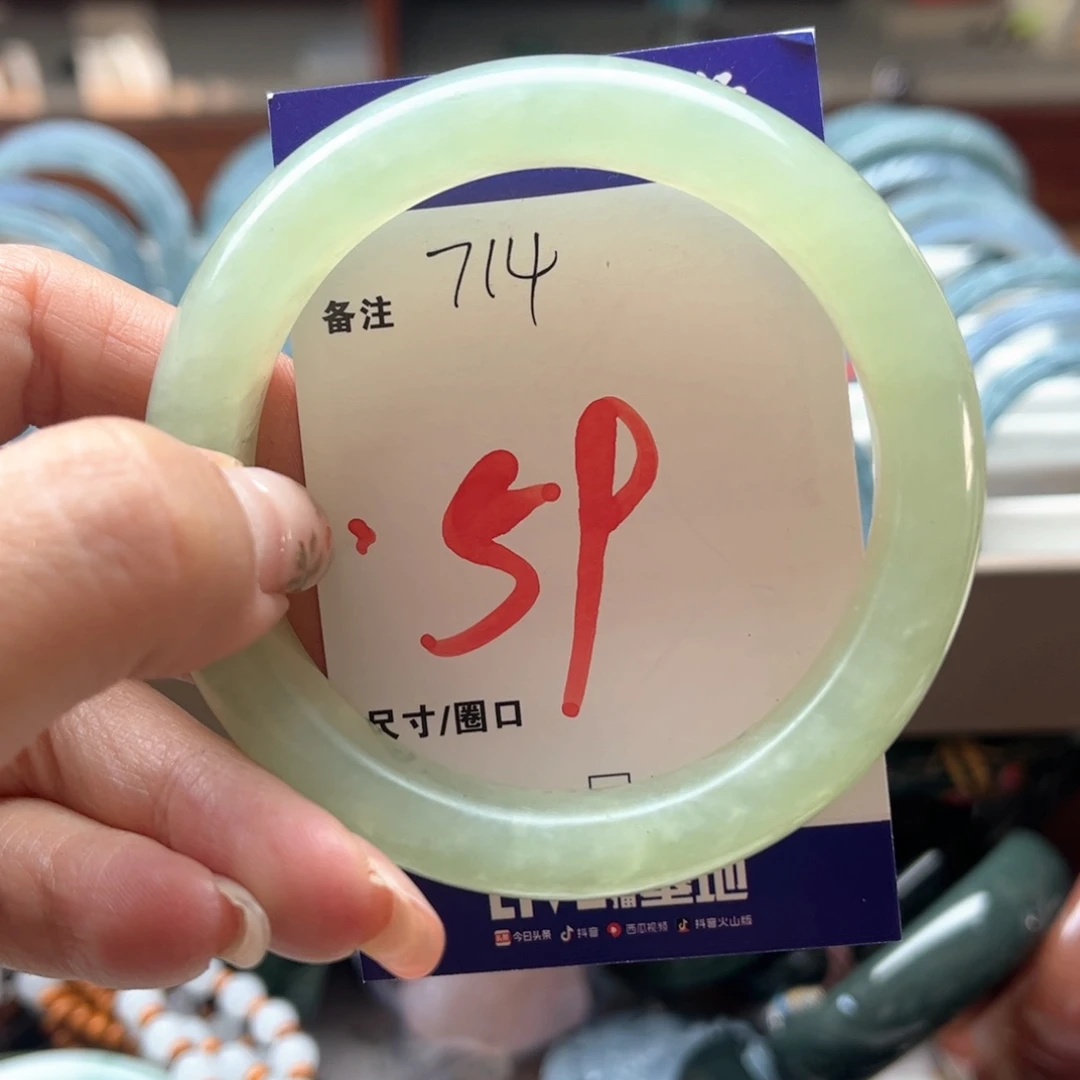 714
备注
59
尺寸/圈口
今日头条 抖音 西瓜视频 抖音火山版